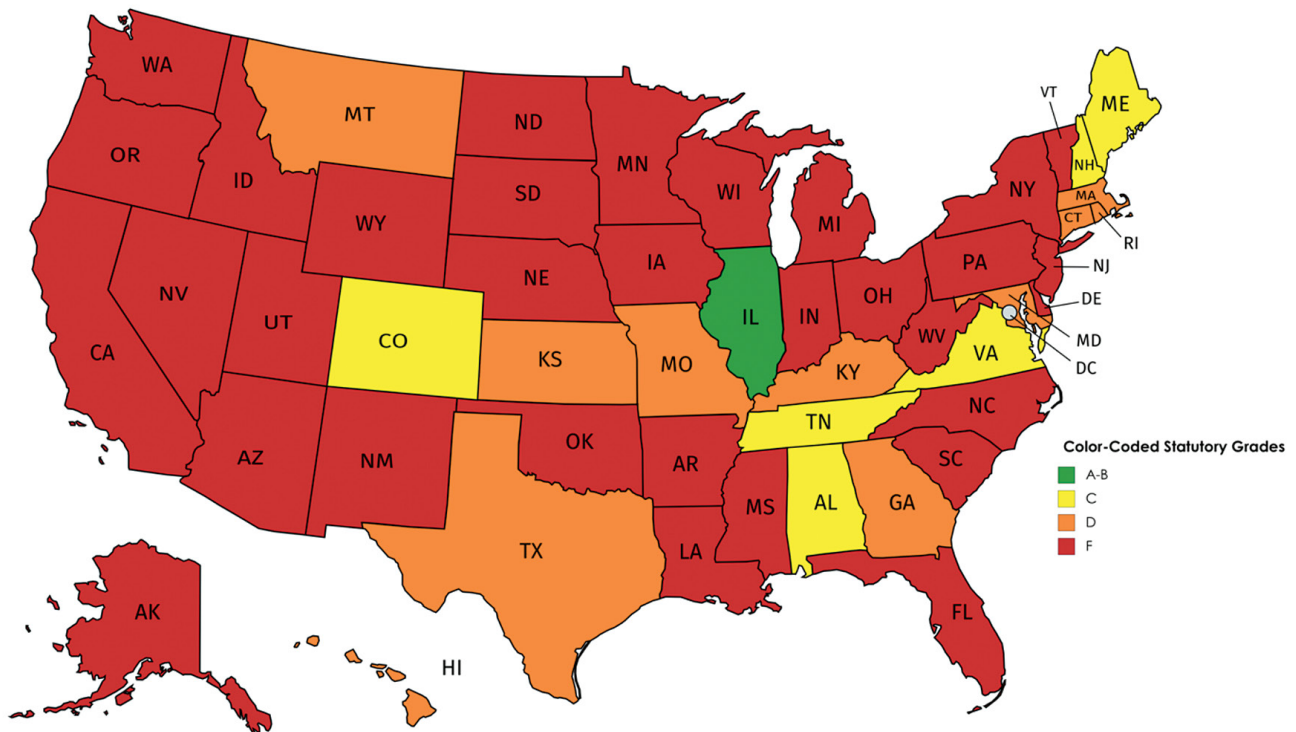 WA
MT
ND
MN
VT
ME
OR
ID
SD
WI
NH
NY
MA
WY
MI
CT
RI
IA
PA
NJ
NE
OH
NV
UT
IL
IN
DE
CO
WV
MD
CA
KS
MO
KY
VA
DC
TN
NC
AZ
NM
OK
AR
SC
MS
AL
GA
TX
LA
AK
FL
HI
Color-Coded Statutory Grades
A-B
C
D
F